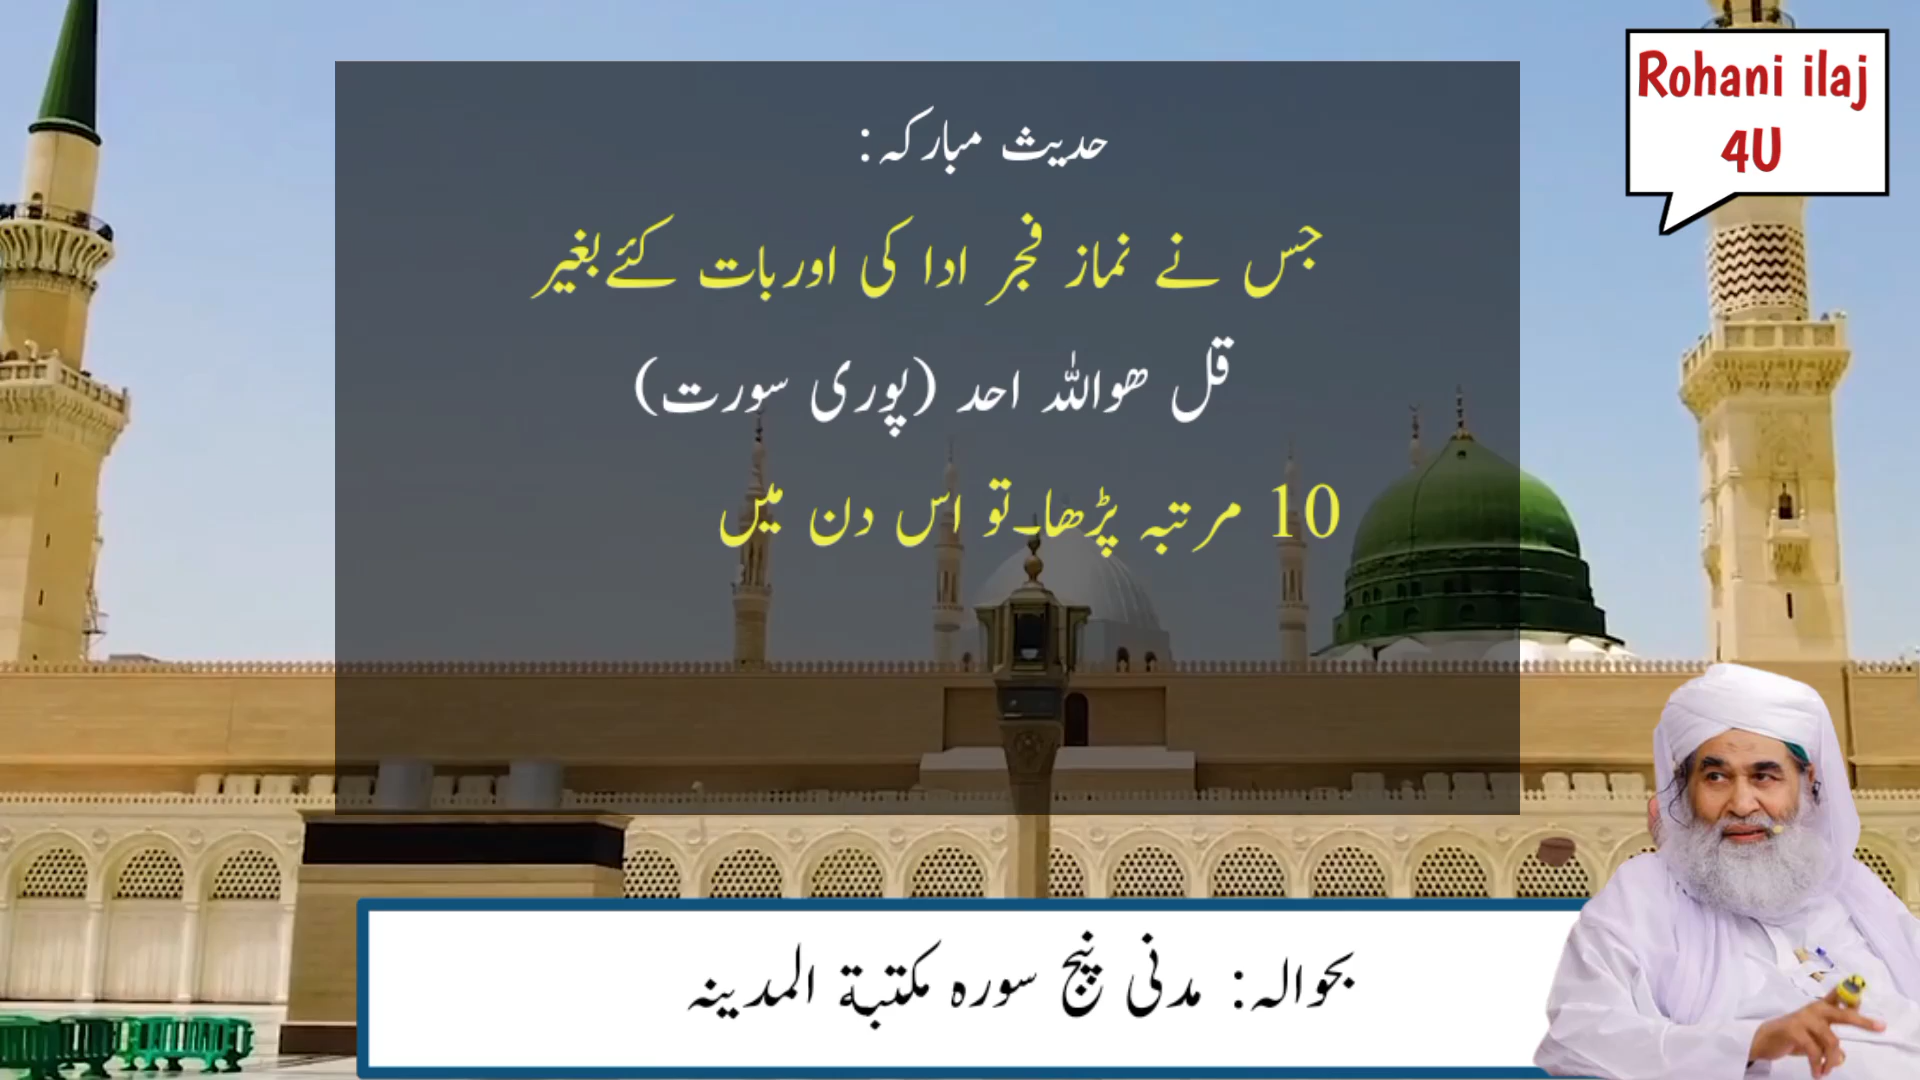 Rohani ilaj
4U
حدیث مبارکہ:
جس نے نماز فجر ادا کی اور بات کئے بغیر
قل ھواللہ احد (پوری سورت)
10 مرتبہ پڑھا۔تو اس دن میں
بحوالہ: مدنی پنج سورہ مکتبۃ المدینہ